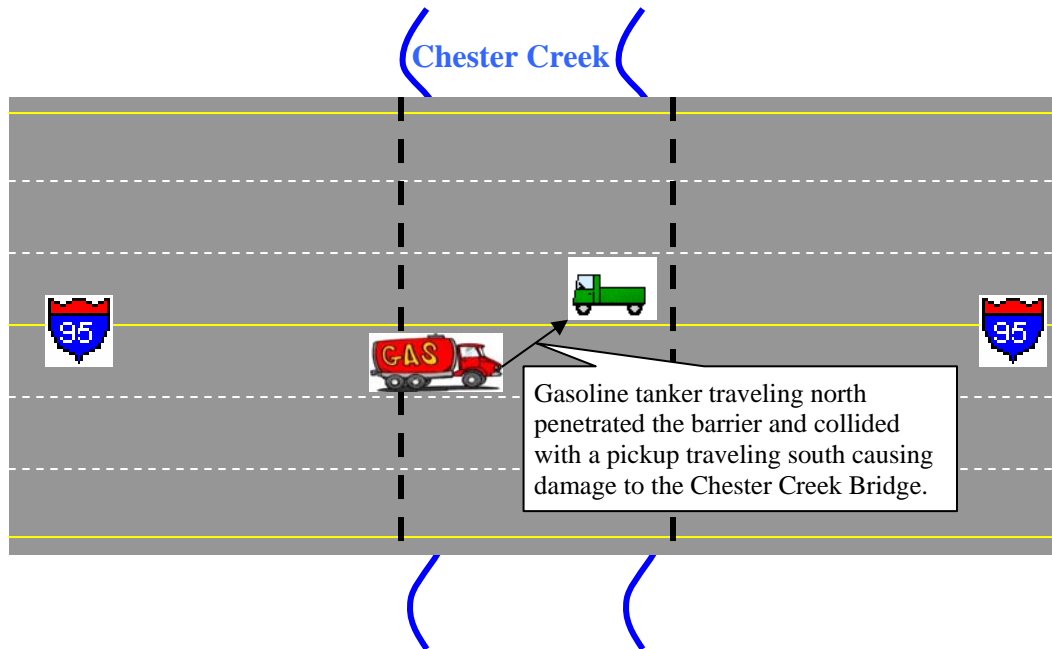 Chester Creek
95
95
GAS
Gasoline tanker traveling north
penetrated the barrier and collided
with a pickup traveling south causing
damage to the Chester Creek Bridge.